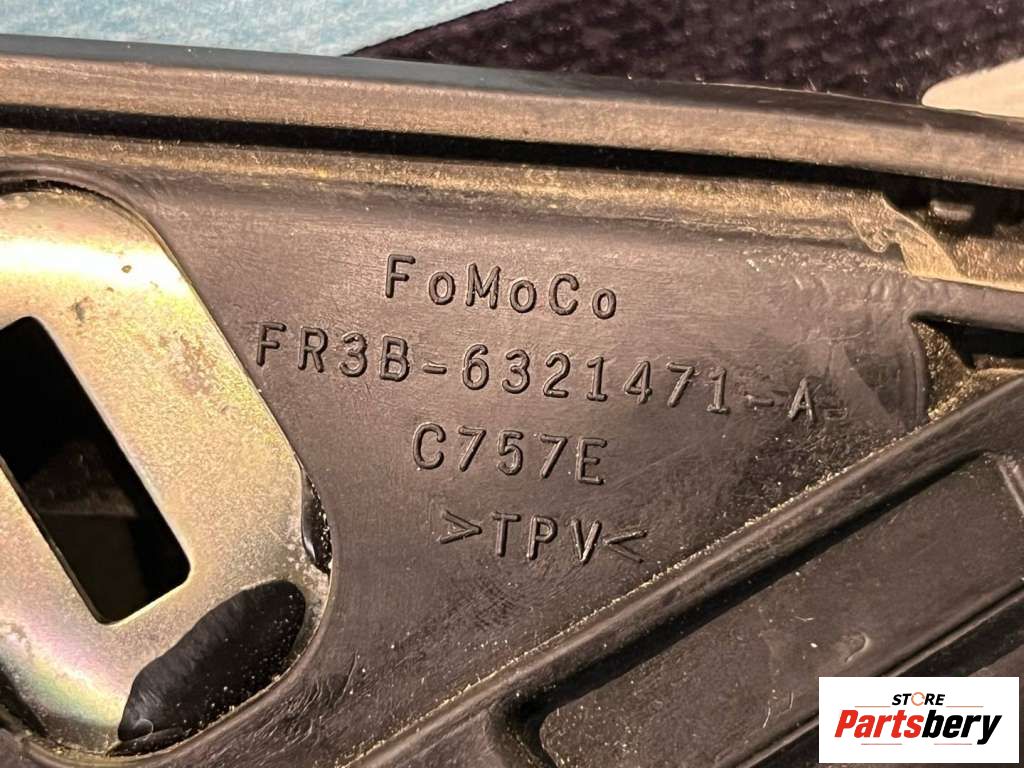 FoMoCo
FR3B-6321471-A
C757E
>TPV<
STORE
Partsbery